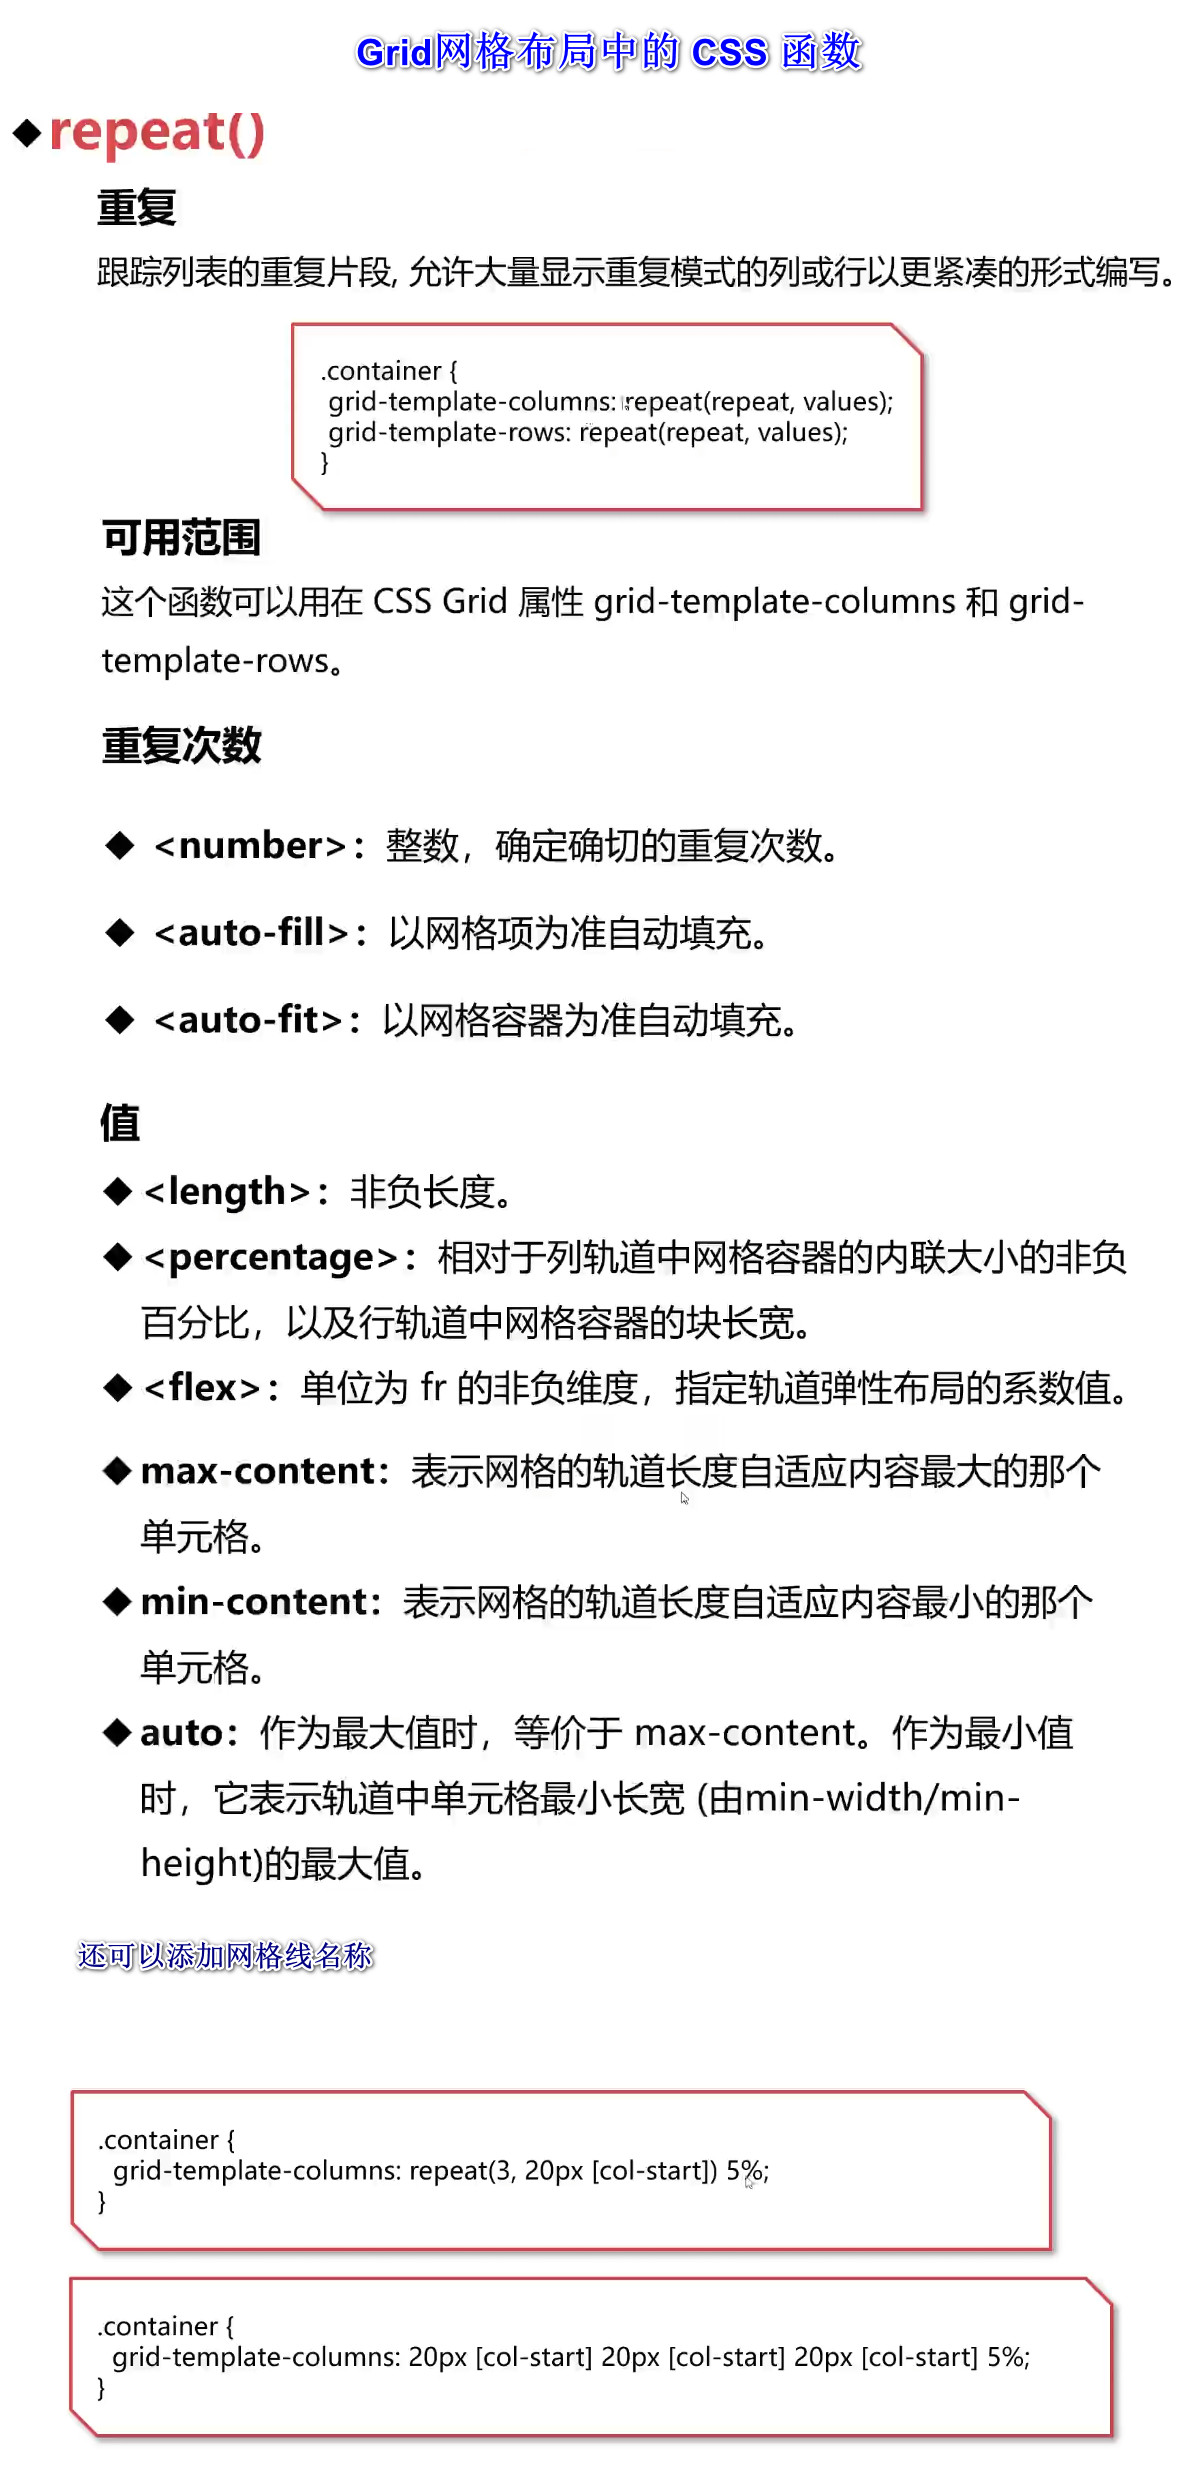 Grid网格布局中的 CSS 函数
◆repeat()
重复
跟踪列表的重复片段, 允许大量显示重复模式的列或行以更紧凑的形式编写。
.container {
grid-template-columns: repeat(repeat, values);
grid-template-rows: repeat(repeat, values);
}
可用范围
这个函数可以用在 CSS Grid 属性 grid-template-columns 和 grid-
template-rows。
重复次数
◆ <number>：整数，确定确切的重复次数。
◆ <auto-fill>：以网格项为准自动填充。
◆ <auto-fit>：以网格容器为准自动填充。
值
◆ <length>：非负长度。
◆ <percentage>：相对于列轨道中网格容器的内联大小的非负
百分比，以及行轨道中网格容器的块长宽。
◆ <flex>：单位为 fr 的非负维度，指定轨道弹性布局的系数值。
◆ max-content：表示网格的轨道长度自适应内容最大的那个
单元格。
◆ min-content：表示网格的轨道长度自适应内容最小的那个
单元格。
◆ auto：作为最大值时，等价于 max-content。作为最小值
时，它表示轨道中单元格最小长宽 (由min-width/min-
height)的最大值。
还可以添加网格线名称
.container {
grid-template-columns: repeat(3, 20px [col-start]) 5%;
}
.container {
grid-template-columns: 20px [col-start] 20px [col-start] 20px [col-start] 5%;
}